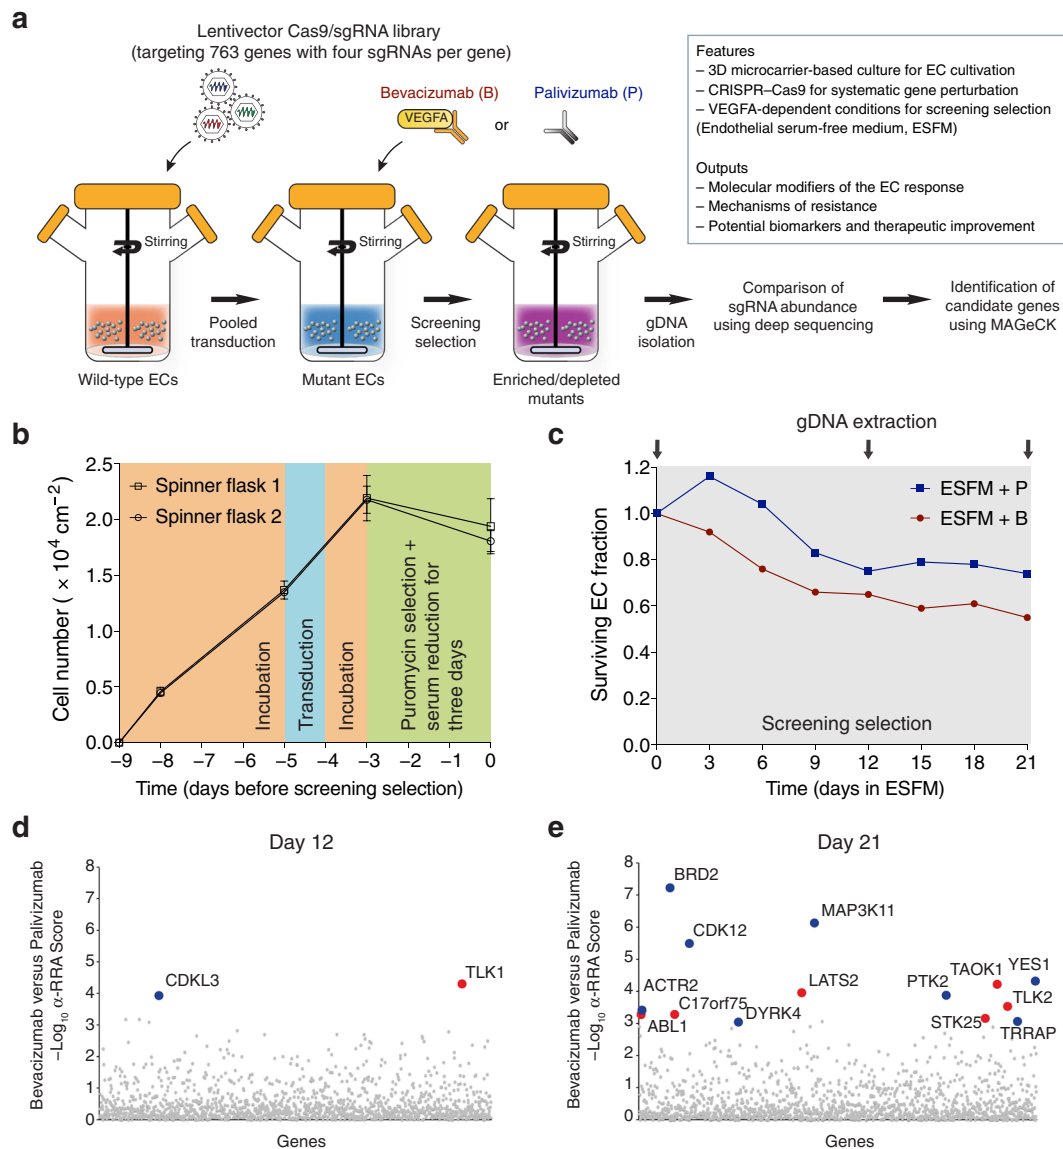 a
Lentivector Cas9/sgRNA library
(targeting 763 genes with four sgRNAs per gene)
Bevacizumab (B)
Palivizumab (P)
VEGFA
or
Features
– 3D microcarrier-based culture for EC cultivation
– CRISPR–Cas9 for systematic gene perturbation
– VEGFA-dependent conditions for screening selection
(Endothelial serum-free medium, ESFM)
Outputs
– Molecular modifiers of the EC response
– Mechanisms of resistance
– Potential biomarkers and therapeutic improvement
Stirring
Stirring
Stirring
Pooled
transduction
Screening
selection
gDNA
isolation
Comparison of
sgRNA abundance
using deep sequencing
Identification of
candidate genes
using MAGeCK
Wild-type ECs
Mutant ECs
Enriched/depleted
mutants
b
Cell number ( × 10⁴ cm⁻²)
2.5
2.0
1.5
1.0
0.5
0.0
Spinner flask 1
Spinner flask 2
Incubation
Transduction
Incubation
Puromycin selection +
serum reduction for
three days
–9 –8 –7 –6 –5 –4 –3 –2 –1 0
Time (days before screening selection)
c
gDNA extraction
Surviving EC fraction
1.2
1.0
0.8
0.6
0.4
0.2
0.0
ESFM + P
ESFM + B
Screening selection
0 3 6 9 12 15 18 21
Time (days in ESFM)
d
Day 12
Bevacizumab versus Palivizumab
–Log₁₀ α-RRA Score
8
7
6
5
4
3
2
1
0
CDKL3
TLK1
Genes
e
Day 21
Bevacizumab versus Palivizumab
–Log₁₀ α-RRA Score
8
7
6
5
4
3
2
1
0
BRD2
MAP3K11
CDK12
YES1
TAOK1
PTK2
LATS2
ACTR2
C17orf75
TLK2
DYRK4
ABL1
STK25
TRRAP
Genes